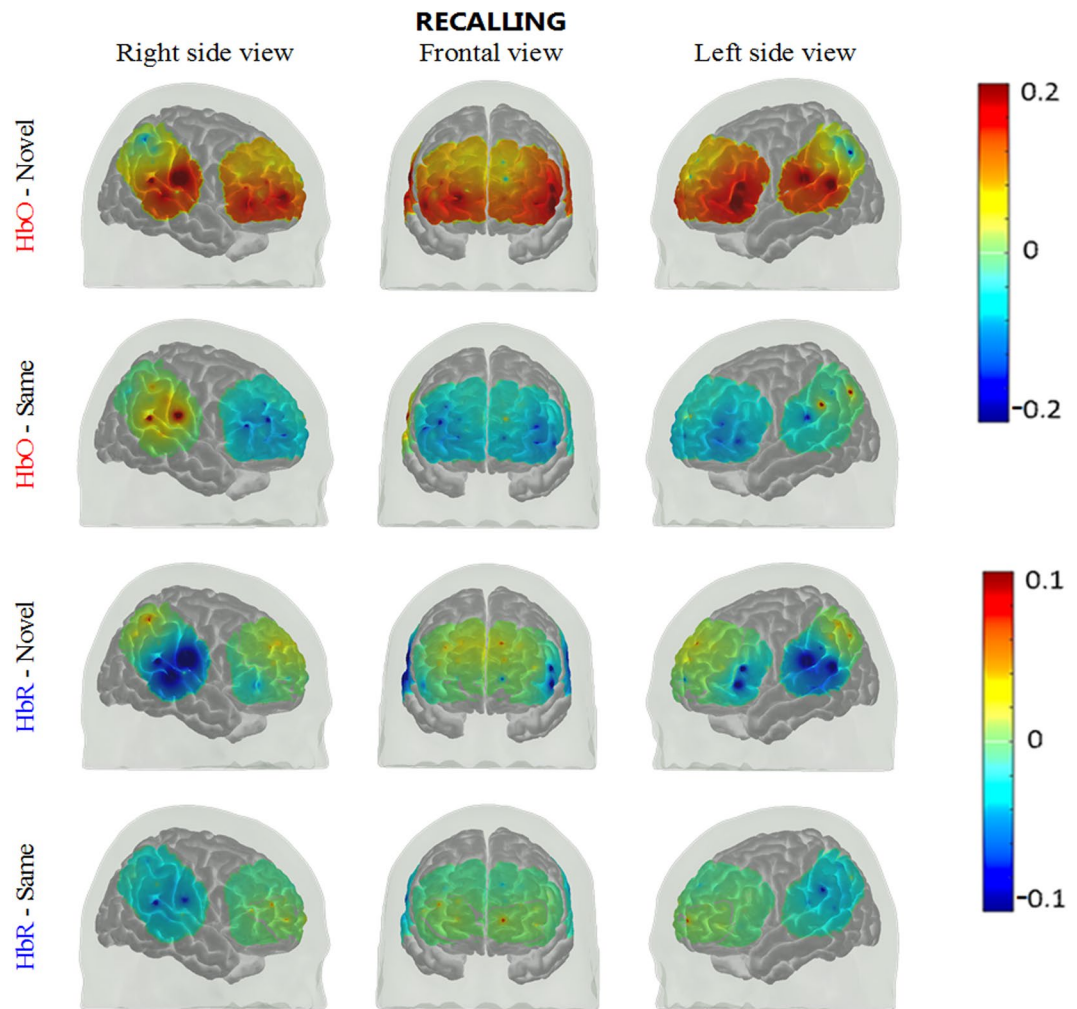 RECALLING
Right side view
Frontal view
Left side view
HbO - Novel
0.2
0
-0.2
HbO - Same
HbR - Novel
0.1
0
-0.1
HbR - Same